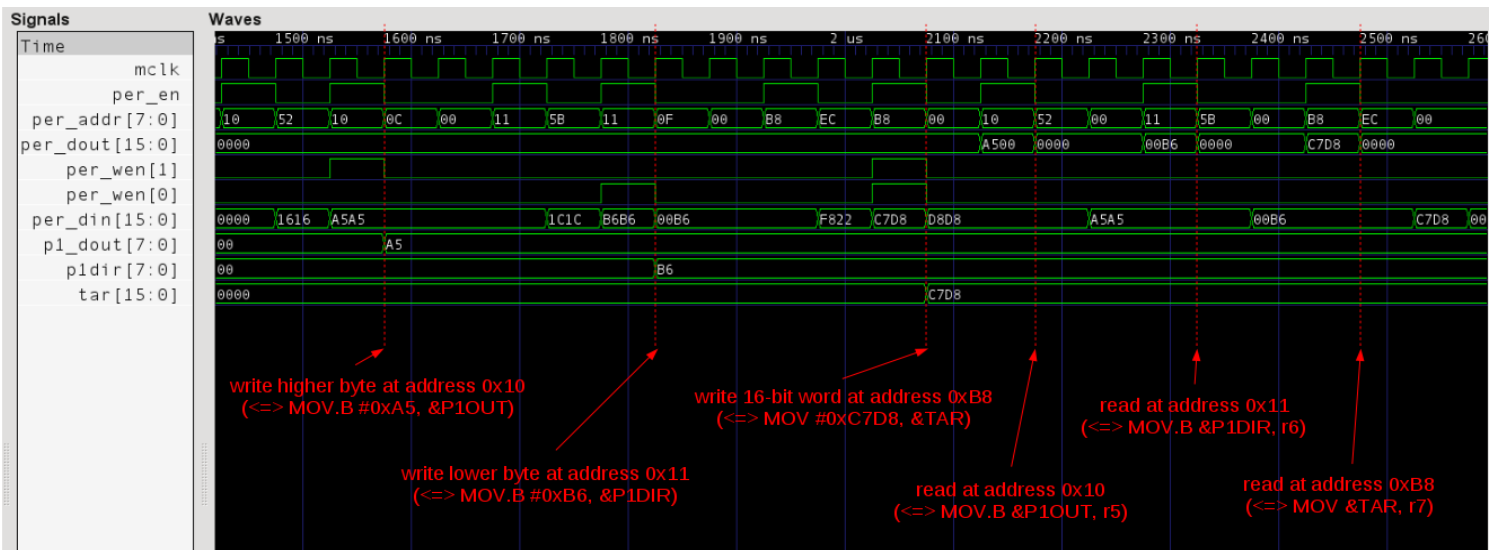 Signals
Waves
Time
s 1500 ns 1600 ns 1700 ns 1800 ns 1900 ns 2 us 2100 ns 2200 ns 2300 ns 2400 ns 2500 ns 260
mclk
per_en
per_addr[7:0] 10 52 10 0C 00 11 5B 11 0F 00 B8 EC B8 00 10 52 00 11 5B 00 B8 EC 00
per_dout[15:0] 0000 A500 0000 00B6 0000 C7D8 0000
per_wen[1]
per_wen[0]
per_din[15:0] 0000 1616 A5A5 1C1C B6B6 00B6 F822 C7D8 D8D8 A5A5 00B6 C7D8 00
p1_dout[7:0] 00 A5
p1dir[7:0] 00 B6
tar[15:0] 0000 C7D8
write higher byte at address 0x10
(<=> MOV.B #0xA5, &P1OUT)
write lower byte at address 0x11
(<=> MOV.B #0xB6, &P1DIR)
write 16-bit word at address 0xB8
(<=> MOV #0xC7D8, &TAR)
read at address 0x10
(<=> MOV.B &P1OUT, r5)
read at address 0x11
(<=> MOV.B &P1DIR, r6)
read at address 0xB8
(<=> MOV &TAR, r7)